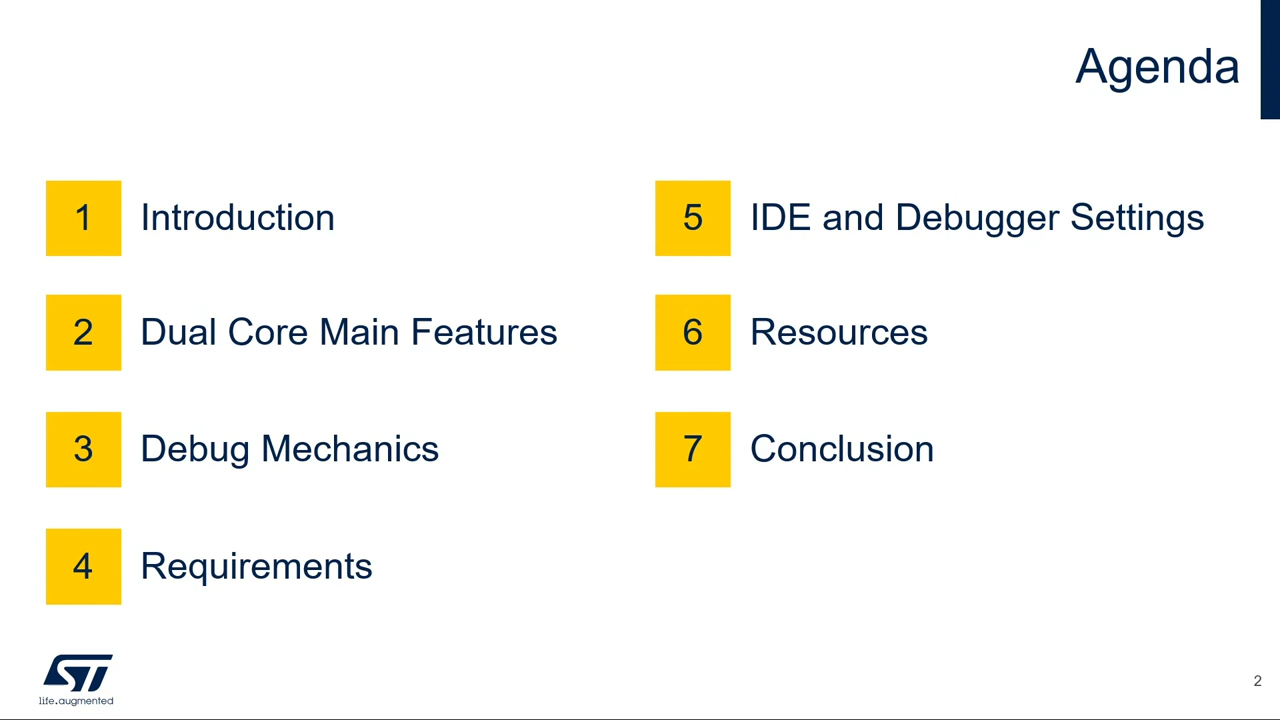 Agenda
1 Introduction
2 Dual Core Main Features
3 Debug Mechanics
4 Requirements
5 IDE and Debugger Settings
6 Resources
7 Conclusion
ST
life.augmented
2